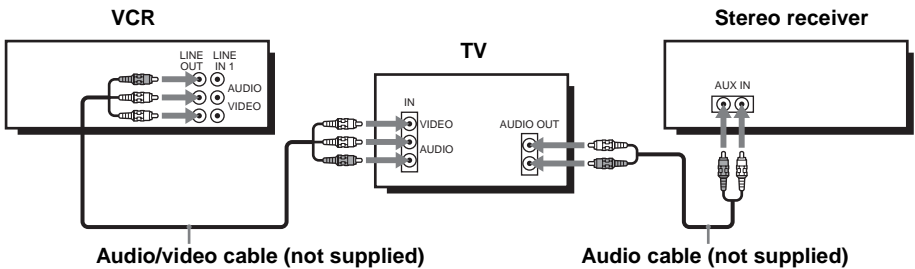 VCR
TV
Stereo receiver
LINE OUT
LINE IN 1
AUDIO
VIDEO
IN
VIDEO
AUDIO
AUDIO OUT
AUX IN
Audio/video cable (not supplied)
Audio cable (not supplied)